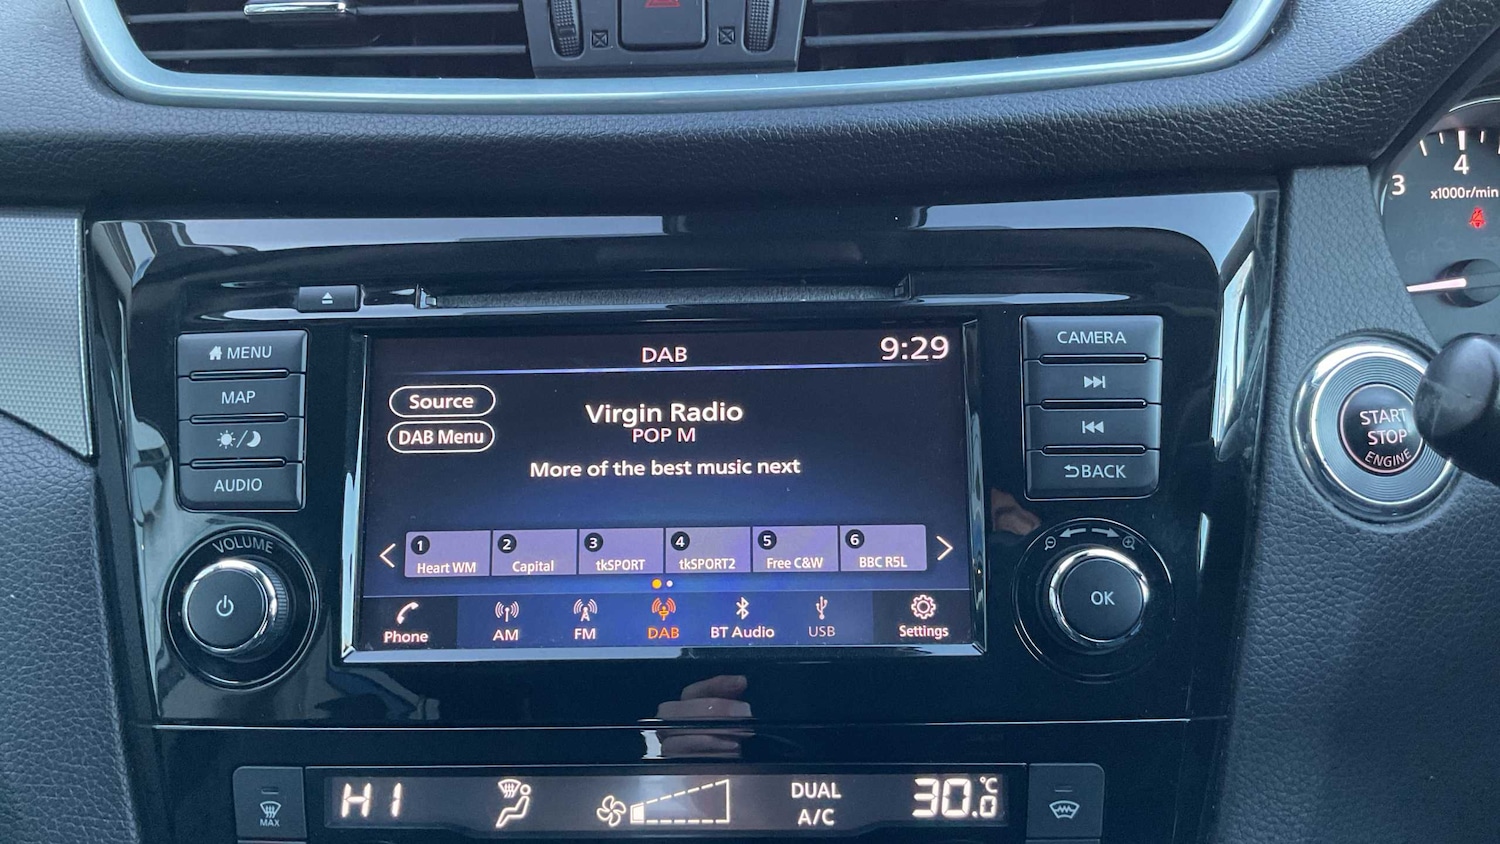 4
3
x1000r/min
MENU
MAP
AUDIO
VOLUME
DAB
9:29
Source
DAB Menu
Virgin Radio
POP M
More of the best music next
1 Heart WM
2 Capital
3 tkSPORT
4 tkSPORT2
5 Free C&W
6 BBC R5L
Phone
AM
FM
DAB
BT Audio
USB
Settings
CAMERA
BACK
OK
START
STOP
ENGINE
HI
MAX
DUAL
A/C
30.0
°C